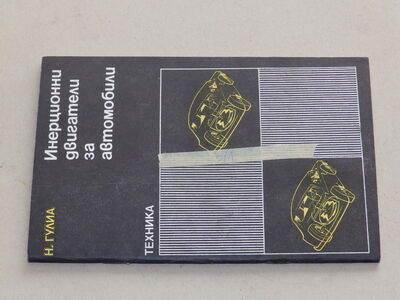 Н. ГУЛИА
Инерционни
двигатели
за
автомобили
ТЕХНИКА